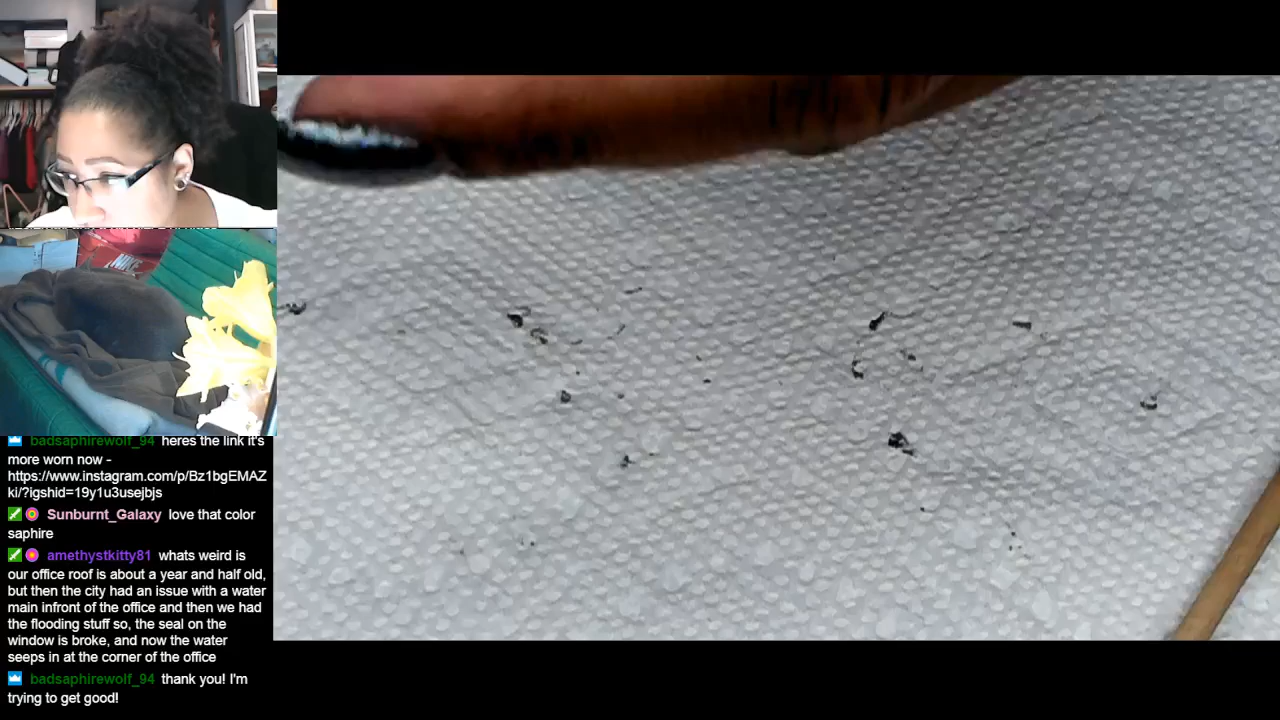 badsaphirewolf_94 heres the link it's
more worn now -
https://www.instagram.com/p/Bz1bgEMAZ
ki/?igshid=19y1u3usejbjs
Sunburnt_Galaxy love that color
saphire
amethystkitty81 whats weird is
our office roof is about a year and half old,
but then the city had an issue with a water
main infront of the office and then we had
the flooding stuff so, the seal on the
window is broke, and now the water
seeps in at the corner of the office
badsaphirewolf_94 thank you! I'm
trying to get good!